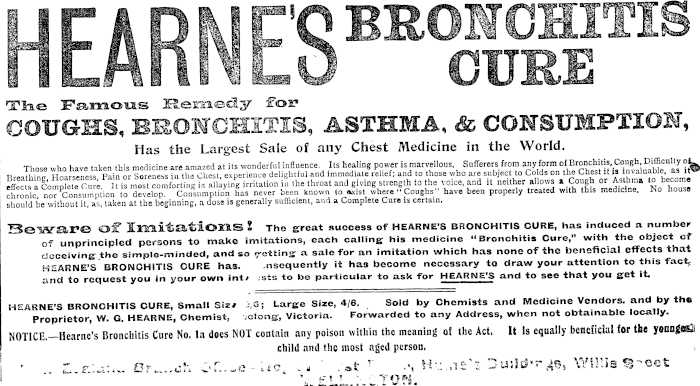 HEARNE'S BRONCHITIS
CURE
The Famous Remedy for
COUGHS, BRONCHITIS, ASTHMA, & CONSUMPTION,
Has the Largest Sale of any Chest Medicine in the World.
Those who have taken this medicine are amazed at its wonderful influence. Its healing power is marvellous. Sufferers from any form of Bronchitis, Cough, Difficulty of
Breathing, Hoarseness, Pain or Soreness in the Chest, experience delightful and immediate relief; and to those who are subject to Colds on the Chest it is invaluable, as it
effects a Complete Cure. It is most comforting is allaying irritation in the throat and giving strength to the voice, and it neither allows a Cough or Asthma to become
chronic, nor Consumption to develop. Consumption has never been known to exist where "Coughs" have been properly treated with this medicine. No house
should be without it, as, taken at the beginning, a dose is generally sufficient, and a Complete Cure is certain.
Beware of Imitations! The great success of HEARNE'S BRONCHITIS CURE, has induced a number
of unprincipled persons to make imitations, each calling his medicine "Bronchitis Cure," with the object of
deceiving the simple-minded, and so getting a sale for an imitation which has none of the beneficial effects that
HEARNE'S BRONCHITIS CURE has. nsequently it has become necessary to draw your attention to this fact,
and to request you in your own int sts to be particular to ask for HEARNE'S and to see that you get it.
HEARNE'S BRONCHITIS CURE, Small Siz 6; Large Size, 4/6. Sold by Chemists and Medicine Vendors, and by the
Proprietor, W. G. HEARNE, Chemist, elong, Victoria. Forwarded to any Address, when not obtainable locally.
NOTICE.—Hearne's Bronchitis Cure No. 1a does NOT contain any poison within the meaning of the Act. It is equally beneficial for the youngest
child and the most aged person.
Zealand Branch Office—No. Hume's Buildings, Willis Street
WELLINGTON.